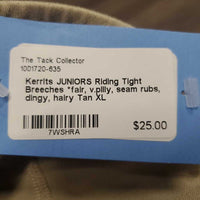 The Tack Collector
1001720-635
Kerrits JUNIORS Riding Tight
Breeches *fair, v.pilly, seam rubs,
dingy, hairy Tan XL
7WSHRA
$25.00